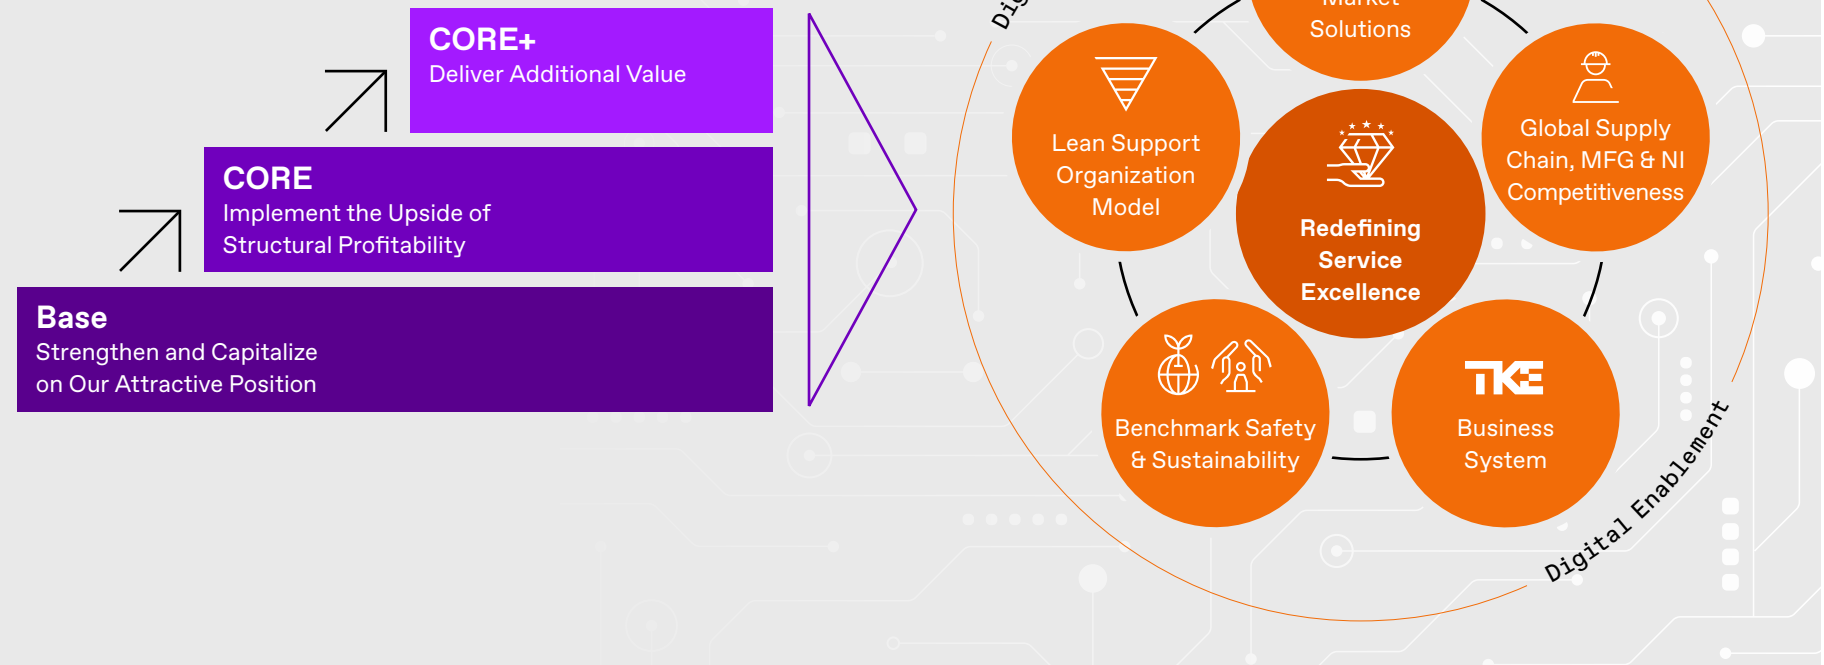 CORE+
Deliver Additional Value
CORE
Implement the Upside of
Structural Profitability
Base
Strengthen and Capitalize
on Our Attractive Position
Market
Solutions
Lean Support
Organization
Model
Global Supply
Chain, MFG & NI
Competitiveness
Redefining
Service
Excellence
Benchmark Safety
& Sustainability
TKE
Business
System
Digital Enablement